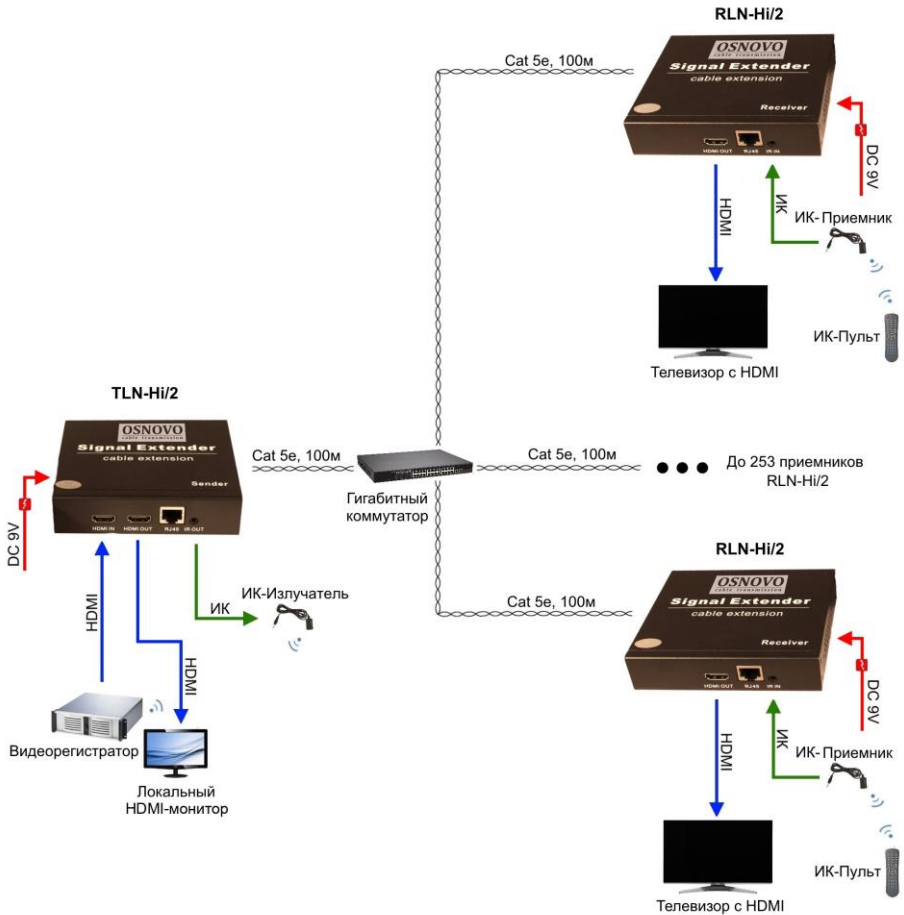 RLN-Hi/2
Cat 5e, 100м
OSNOVO
Signal Extender
cable extension
Receiver
HDMI OUT RJ45 IR IN
DC 9V
HDMI
ИК
ИК- Приемник
ИК-Пульт
Телевизор с HDMI
TLN-Hi/2
OSNOVO
cable transmission
Signal Extender
cable extension
Sender
HDMI IN HDMI OUT RJ45 IR OUT
DC 9V
Cat 5e, 100м
Гигабитный
коммутатор
Cat 5e, 100м
До 253 приемников
RLN-Hi/2
HDMI
HDMI
ИК
ИК-Излучатель
Видеорегистратор
Локальный
HDMI-монитор
RLN-Hi/2
Cat 5e, 100м
OSNOVO
cable transmission
Signal Extender
cable extension
Receiver
HDMI OUT RJ45 IR IN
DC 9V
HDMI
ИК
ИК- Приемник
ИК-Пульт
Телевизор с HDMI